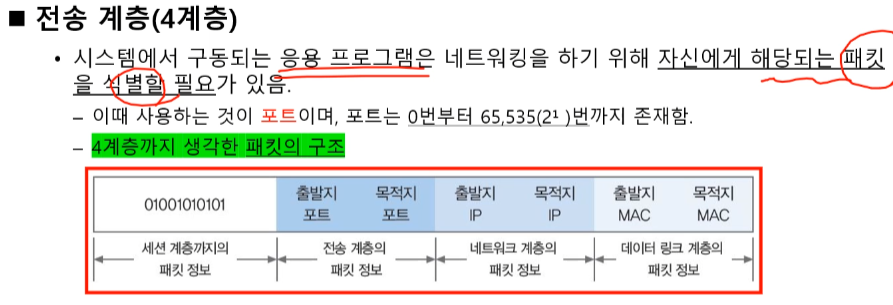 ■ 전송 계층(4계층)
• 시스템에서 구동되는 응용 프로그램은 네트워킹을 하기 위해 자신에게 해당되는 패킷
을 식별할 필요가 있음.
– 이때 사용하는 것이 포트이며, 포트는 0번부터 65,535(2¹ )번까지 존재함.
– 4계층까지 생각한 패킷의 구조
01001010101 출발지 목적지 출발지 목적지 출발지 목적지
포트 포트 IP IP MAC MAC
세션 계층까지의 전송 계층의 네트워크 계층의 데이터 링크 계층의
패킷 정보 패킷 정보 패킷 정보 패킷 정보